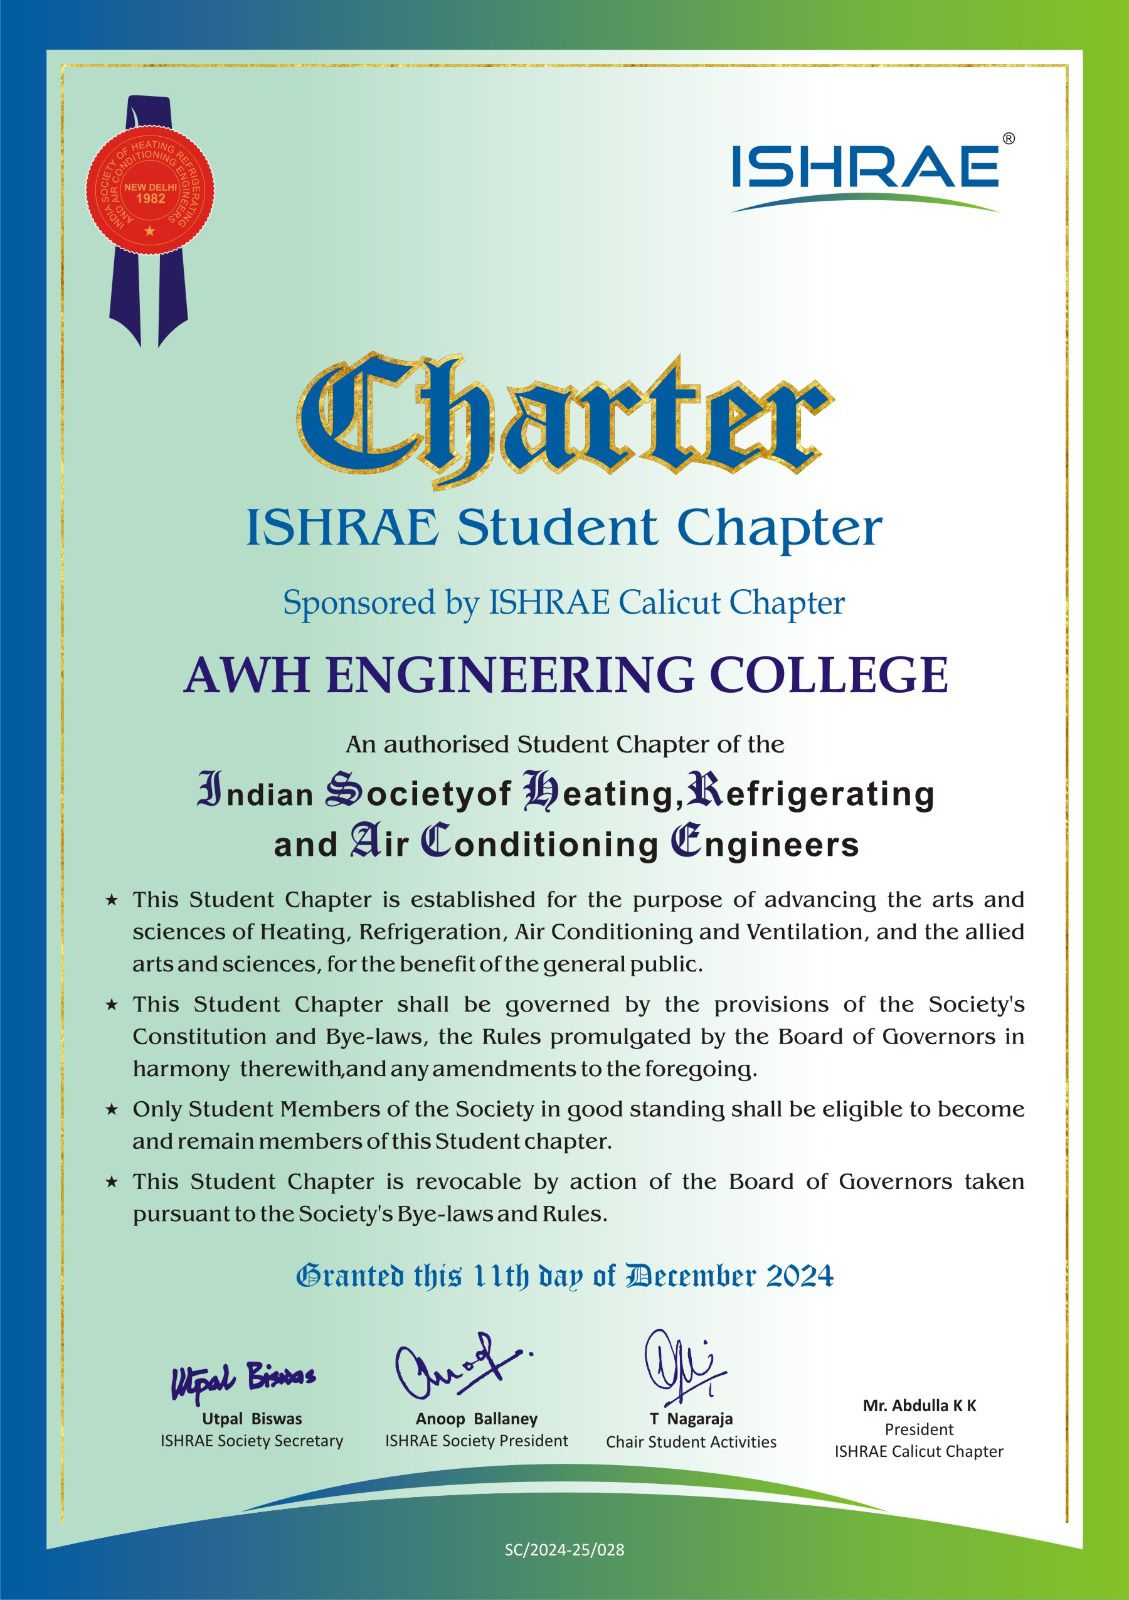 INDIA SOCIETY OF HEATING REFRIGERATING
AND AIR CONDITIONING ENGINEERS
NEW DELHI
1982
ISHRAE®
Charter
ISHRAE Student Chapter
Sponsored by ISHRAE Calicut Chapter
AWH ENGINEERING COLLEGE
An authorised Student Chapter of the
Indian Societyof Heating,Refrigerating
and Air Conditioning Engineers
★ This Student Chapter is established for the purpose of advancing the arts and
sciences of Heating, Refrigeration, Air Conditioning and Ventilation, and the allied
arts and sciences, for the benefit of the general public.
★ This Student Chapter shall be governed by the provisions of the Society's
Constitution and Bye-laws, the Rules promulgated by the Board of Governors in
harmony therewith,and any amendments to the foregoing.
★ Only Student Members of the Society in good standing shall be eligible to become
and remain members of this Student chapter.
★ This Student Chapter is revocable by action of the Board of Governors taken
pursuant to the Society's Bye-laws and Rules.
Granted this 11th day of December 2024
Utpal Biswas
Anoop
Utpal Biswas
ISHRAE Society Secretary
Anoop Ballaney
ISHRAE Society President
T Nagaraja
Chair Student Activities
Mr. Abdulla K K
President
ISHRAE Calicut Chapter
SC/2024-25/028